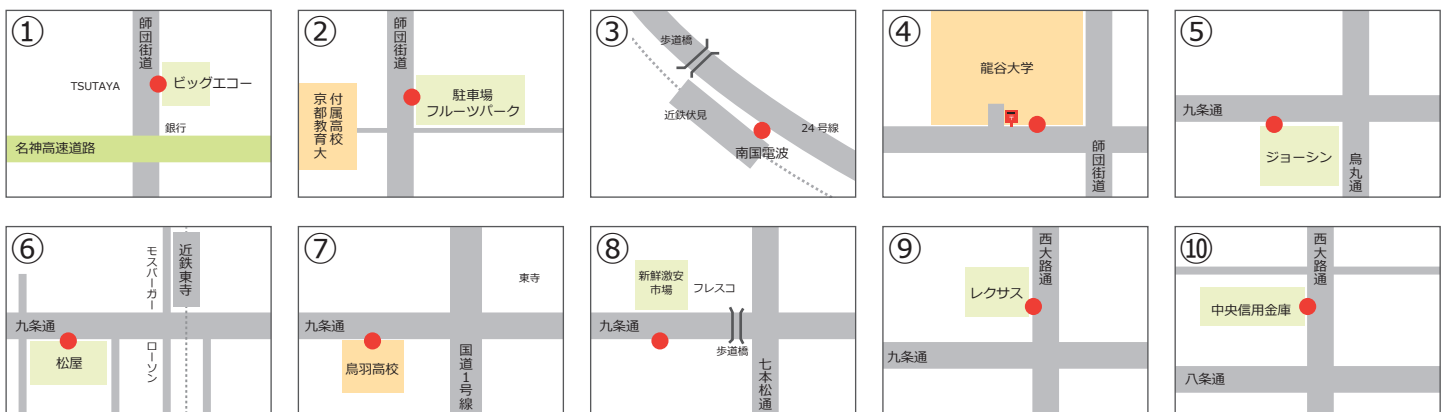 ①
師団街道
TSUTAYA
ビッグエコー
銀行
名神高速道路
②
師団街道
駐車場
フルーツパーク
付属高校
京都教育大
③
歩道橋
近鉄伏見
24号線
南国電波
④
龍谷大学
師団街道
⑤
九条通
ジョーシン
烏丸通
⑥
モスバーガー
近鉄東寺
九条通
松屋
ローソン
⑦
東寺
九条通
鳥羽高校
国道1号線
⑧
新鮮激安
市場
フレスコ
九条通
歩道橋
七本松通
⑨
西大路通
レクサス
九条通
⑩
西大路通
中央信用金庫
八条通